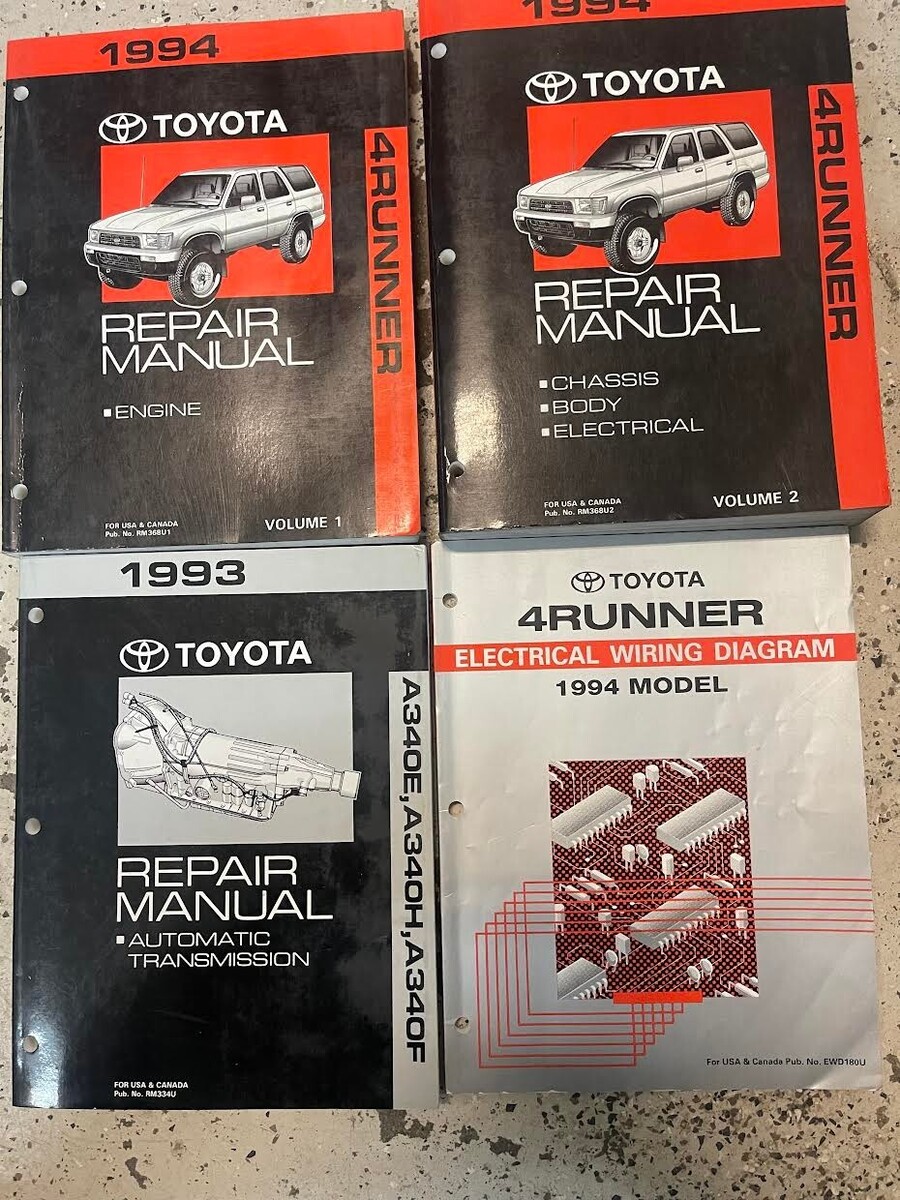 1994
TOYOTA
4RUNNER
REPAIR
MANUAL
▪ ENGINE
FOR USA & CANADA
Pub. No. RM368U1
VOLUME 1
1994
TOYOTA
4RUNNER
REPAIR
MANUAL
▪ CHASSIS
▪ BODY
▪ ELECTRICAL
FOR USA & CANADA
Pub. No. RM368U2
VOLUME 2
1993
TOYOTA
A340E, A340H, A340F
REPAIR
MANUAL
▪ AUTOMATIC
TRANSMISSION
FOR USA & CANADA
Pub. No. RM334U
TOYOTA
4RUNNER
ELECTRICAL WIRING DIAGRAM
1994 MODEL
For USA & Canada Pub. No. EWD180U